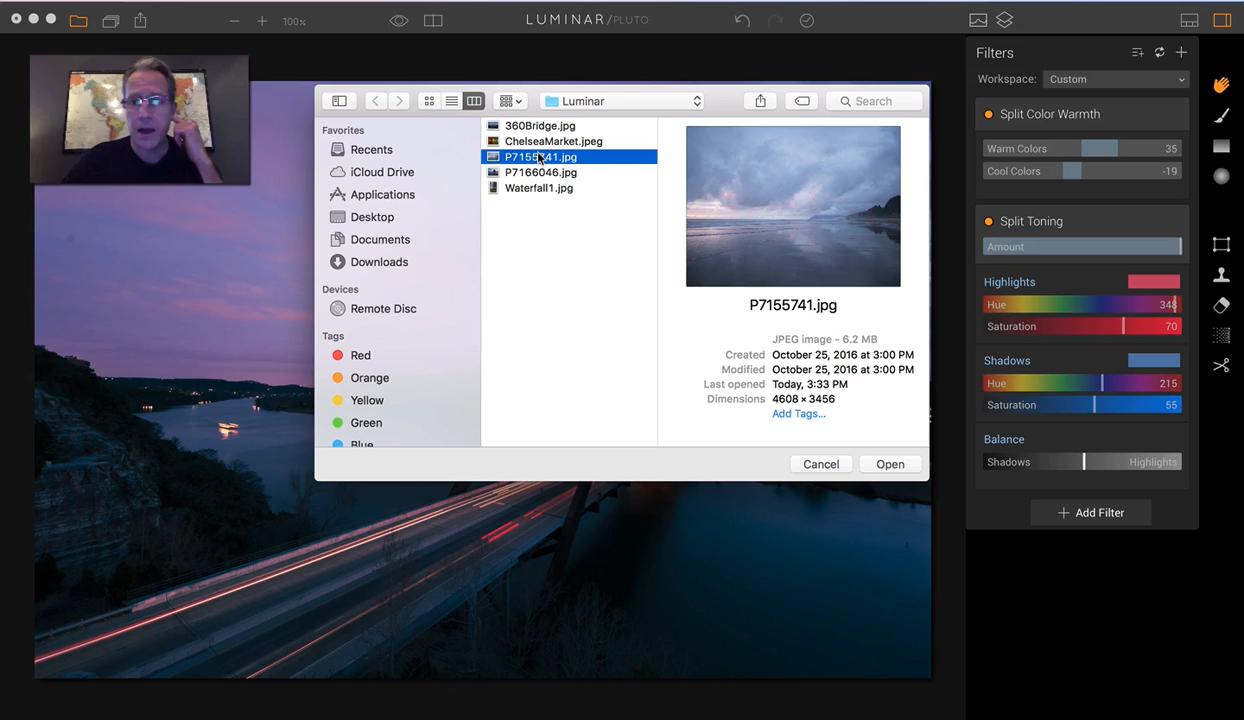 100%
LUMINAR/PLUTO
Filters
Workspace: Custom
Split Color Warmth
Warm Colors 35
Cool Colors -19
Split Toning
Amount
Highlights
Hue 348
Saturation 70
Shadows
Hue 215
Saturation 55
Balance
Shadows Highlights
Add Filter
Luminar
Search
Favorites
Recents
iCloud Drive
Applications
Desktop
Documents
Downloads
Devices
Remote Disc
Tags
Red
Orange
Yellow
Green
Blue
360Bridge.jpg
ChelseaMarket.jpeg
P7155741.jpg
P7166046.jpg
Waterfall1.jpg
P7155741.jpg
JPEG image - 6.2 MB
Created October 25, 2016 at 3:00 PM
Modified October 25, 2016 at 3:00 PM
Last opened Today, 3:33 PM
Dimensions 4608 × 3456
Add Tags...
Cancel
Open